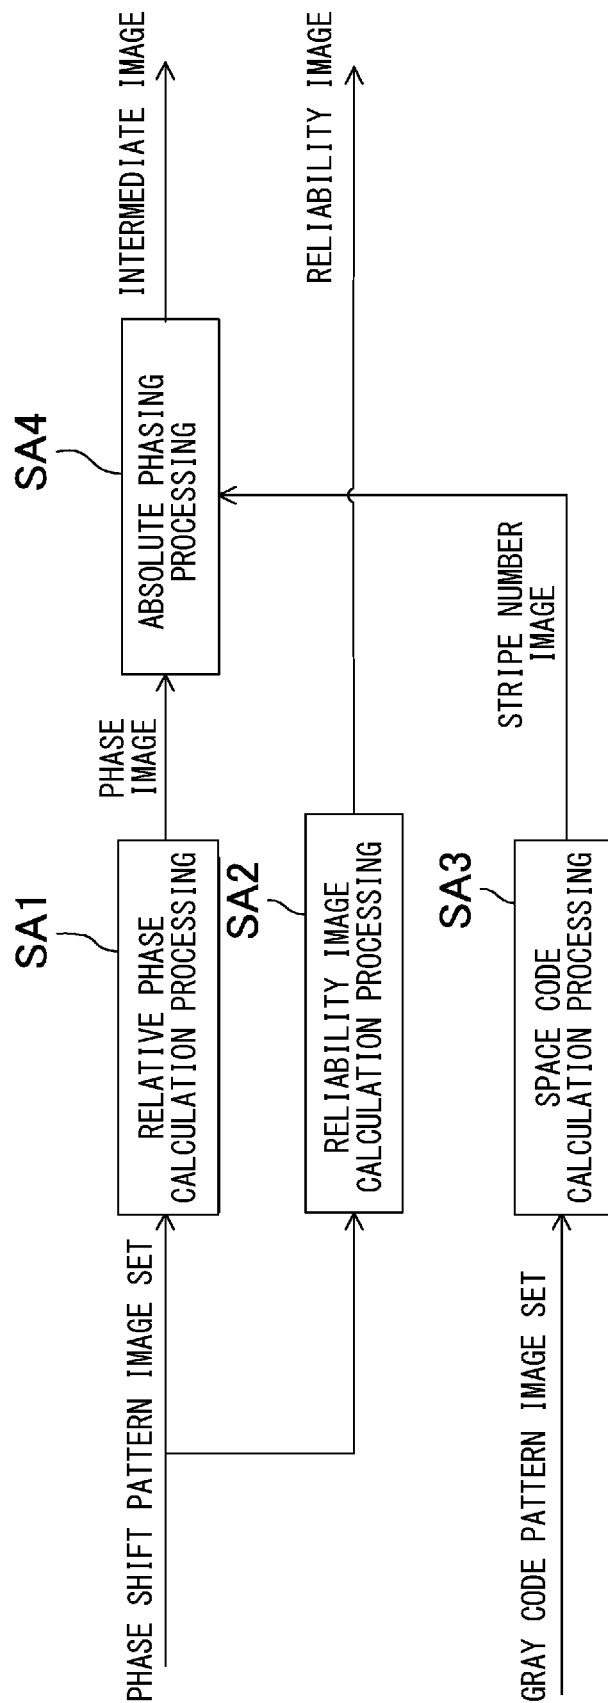 PHASE SHIFT PATTERN IMAGE SET
SA1
RELATIVE PHASE
CALCULATION PROCESSING
PHASE
IMAGE
SA4
ABSOLUTE PHASING
PROCESSING
INTERMEDIATE IMAGE
SA2
RELIABILITY IMAGE
CALCULATION PROCESSING
RELIABILITY IMAGE
GRAY CODE PATTERN IMAGE SET
SA3
SPACE CODE
CALCULATION PROCESSING
STRIPE NUMBER
IMAGE